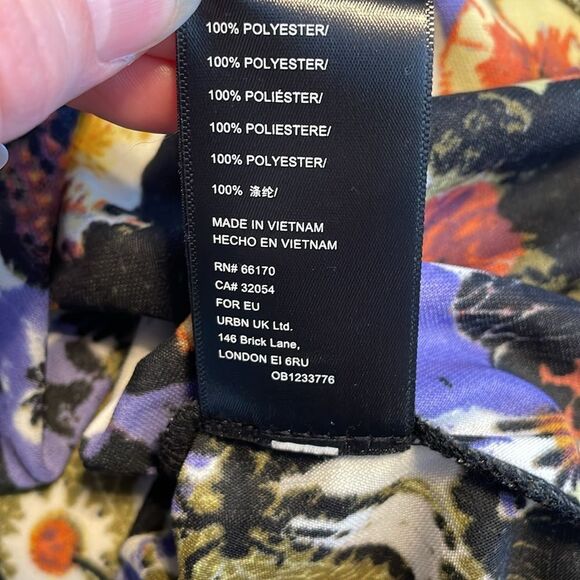 100% POLYESTER/
100% POLYESTER/
100% POLIÉSTER/
100% POLIESTERE/
100% POLYESTER/
100% 涤纶/
MADE IN VIETNAM
HECHO EN VIETNAM
RN# 66170
CA# 32054
FOR EU
URBN UK Ltd.
146 Brick Lane,
LONDON EI 6RU
OB1233776